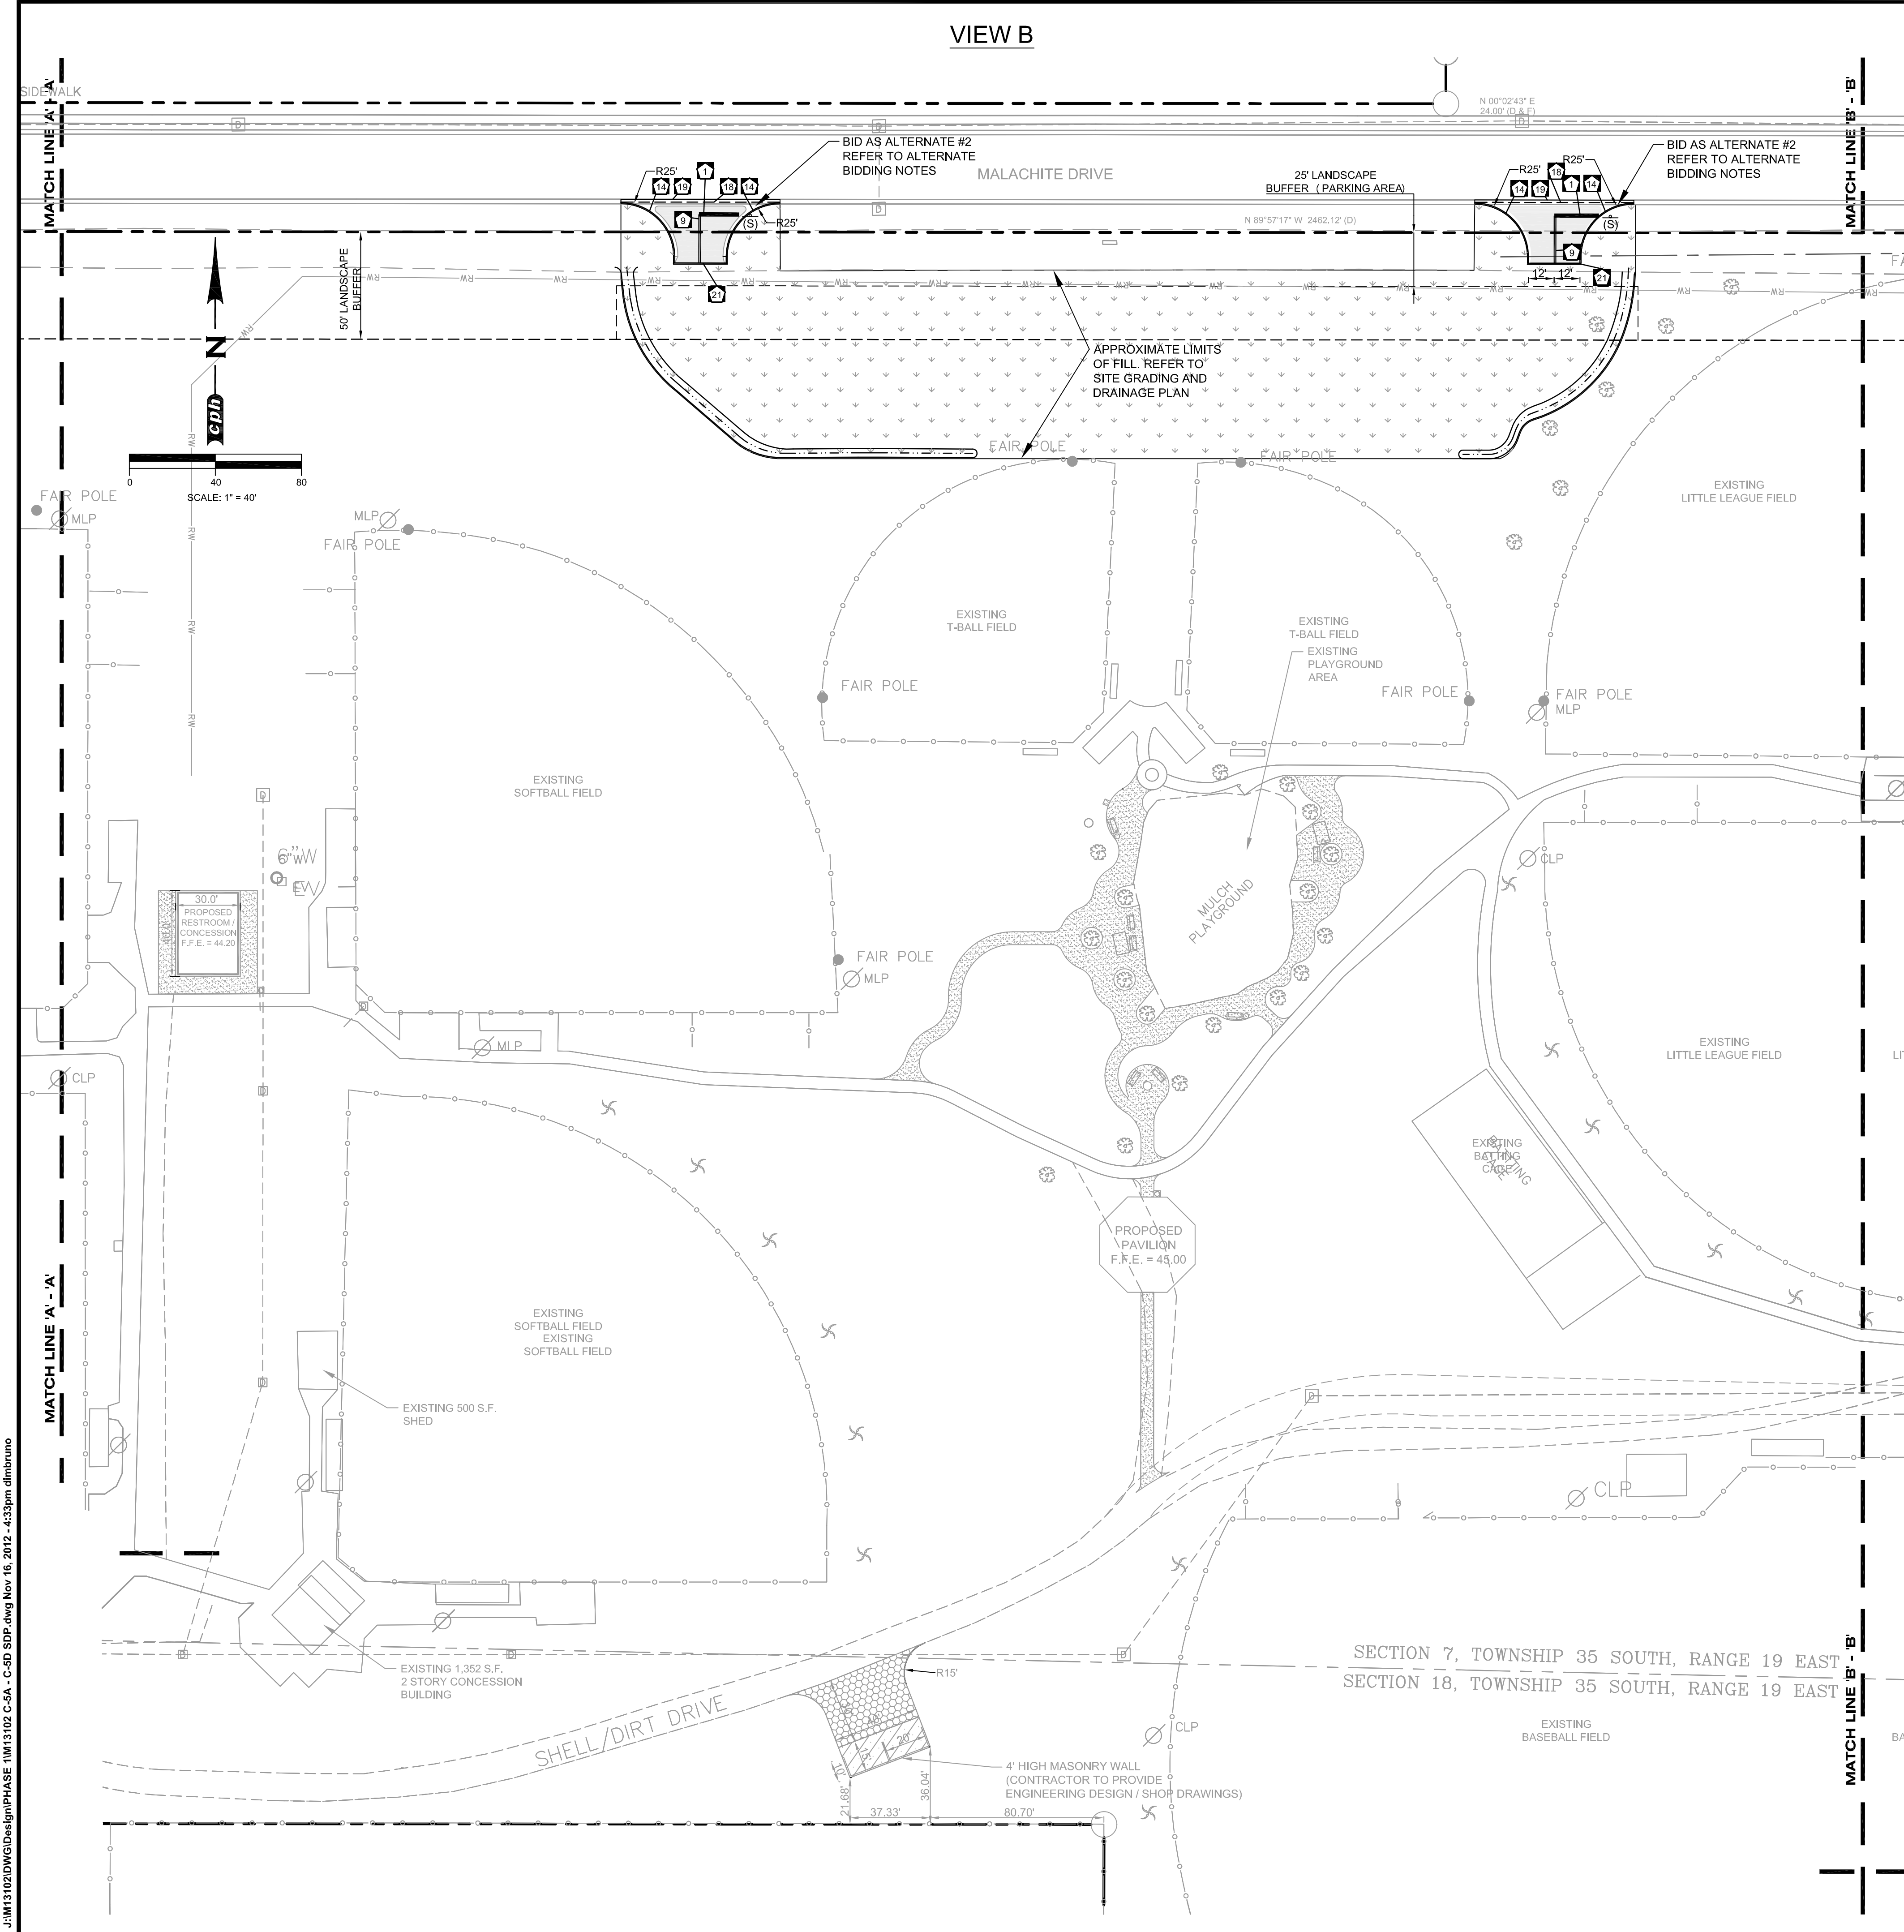 VIEW B
SIDEWALK
MATCH LINE 'A' - 'A'
MATCH LINE 'B' - 'B'
N 00°02'43" E
24.00' (D & F)
D
D
D
BID AS ALTERNATE #2
REFER TO ALTERNATE
BIDDING NOTES
MALACHITE DRIVE
BID AS ALTERNATE #2
REFER TO ALTERNATE
BIDDING NOTES
R25'
1
14
19
18
14
9
(S)
R25'
21
D
25' LANDSCAPE
BUFFER ( PARKING AREA)
N 89°57'17" W 2462.12' (D)
R25'
R25'
18
14
19
1
14
(S)
9
12'
12'
21
50' LANDSCAPE
BUFFER
RW
RW
RW
RW
N
cph
0
40
80
SCALE: 1" = 40'
APPROXIMATE LIMITS
OF FILL. REFER TO
SITE GRADING AND
DRAINAGE PLAN
FAIR POLE
FAIR POLE
FAIR POLE
MLP
MLP
FAIR POLE
EXISTING
LITTLE LEAGUE FIELD
EXISTING
T-BALL FIELD
EXISTING
T-BALL FIELD
EXISTING
PLAYGROUND
AREA
FAIR POLE
FAIR POLE
FAIR POLE
MLP
EXISTING
SOFTBALL FIELD
D
6"W
CLP
MULCH
PLAYGROUND
30.0'
PROPOSED
RESTROOM /
CONCESSION
F.F.E. = 44.20
FAIR POLE
MLP
MLP
CLP
D
EXISTING
LITTLE LEAGUE FIELD
EXISTING
BATTING
CAGE
BATTING
PROPOSED
PAVILION
F.F.E. = 45.00
MATCH LINE 'A' - 'A'
EXISTING
SOFTBALL FIELD
EXISTING
SOFTBALL FIELD
D
D
EXISTING 500 S.F.
SHED
CLP
D
D
D
EXISTING 1,352 S.F.
2 STORY CONCESSION
BUILDING
R15'
SECTION 7, TOWNSHIP 35 SOUTH, RANGE 19 EAST
SECTION 18, TOWNSHIP 35 SOUTH, RANGE 19 EAST
MATCH LINE 'B' - 'B'
SHELL/DIRT DRIVE
20'
15'
10'
CLP
EXISTING
BASEBALL FIELD
4' HIGH MASONRY WALL
(CONTRACTOR TO PROVIDE
ENGINEERING DESIGN / SHOP DRAWINGS)
21.68'
36.04'
37.33'
80.70'
J:\M13102\DWG\Design\PHASE 1\M13102 C-5A - C-5D SDP.dwg Nov 16, 2012 - 4:33pm dimbruno